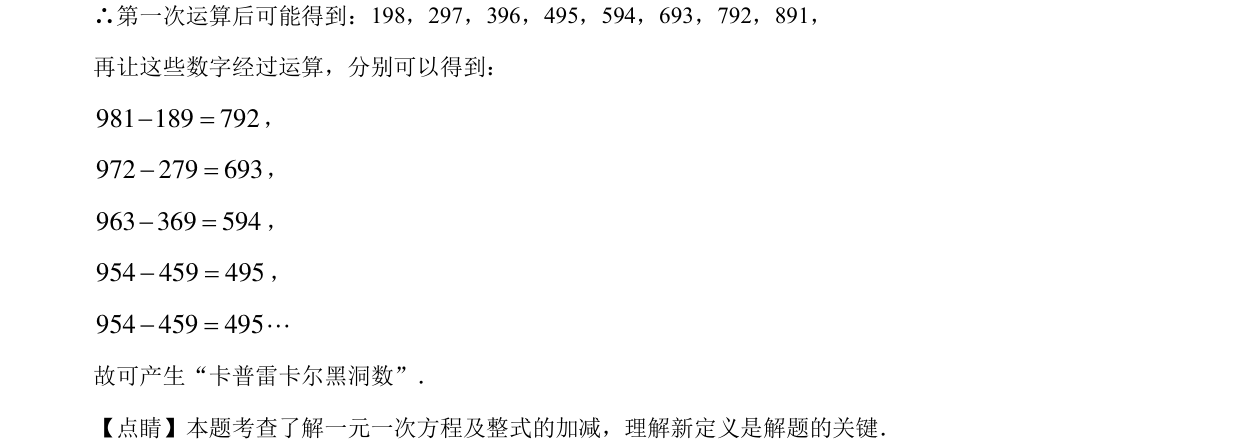 ∴第一次运算后可能得到：198，297，396，495，594，693，792，891，
再让这些数字经过运算，分别可以得到：
981−189＝792，
972−279＝693，
963−369＝594，
954−459＝495，
954−459＝495⋯
故可产生“卡普雷卡尔黑洞数”．
【点睛】本题考查了解一元一次方程及整式的加减，理解新定义是解题的关键．